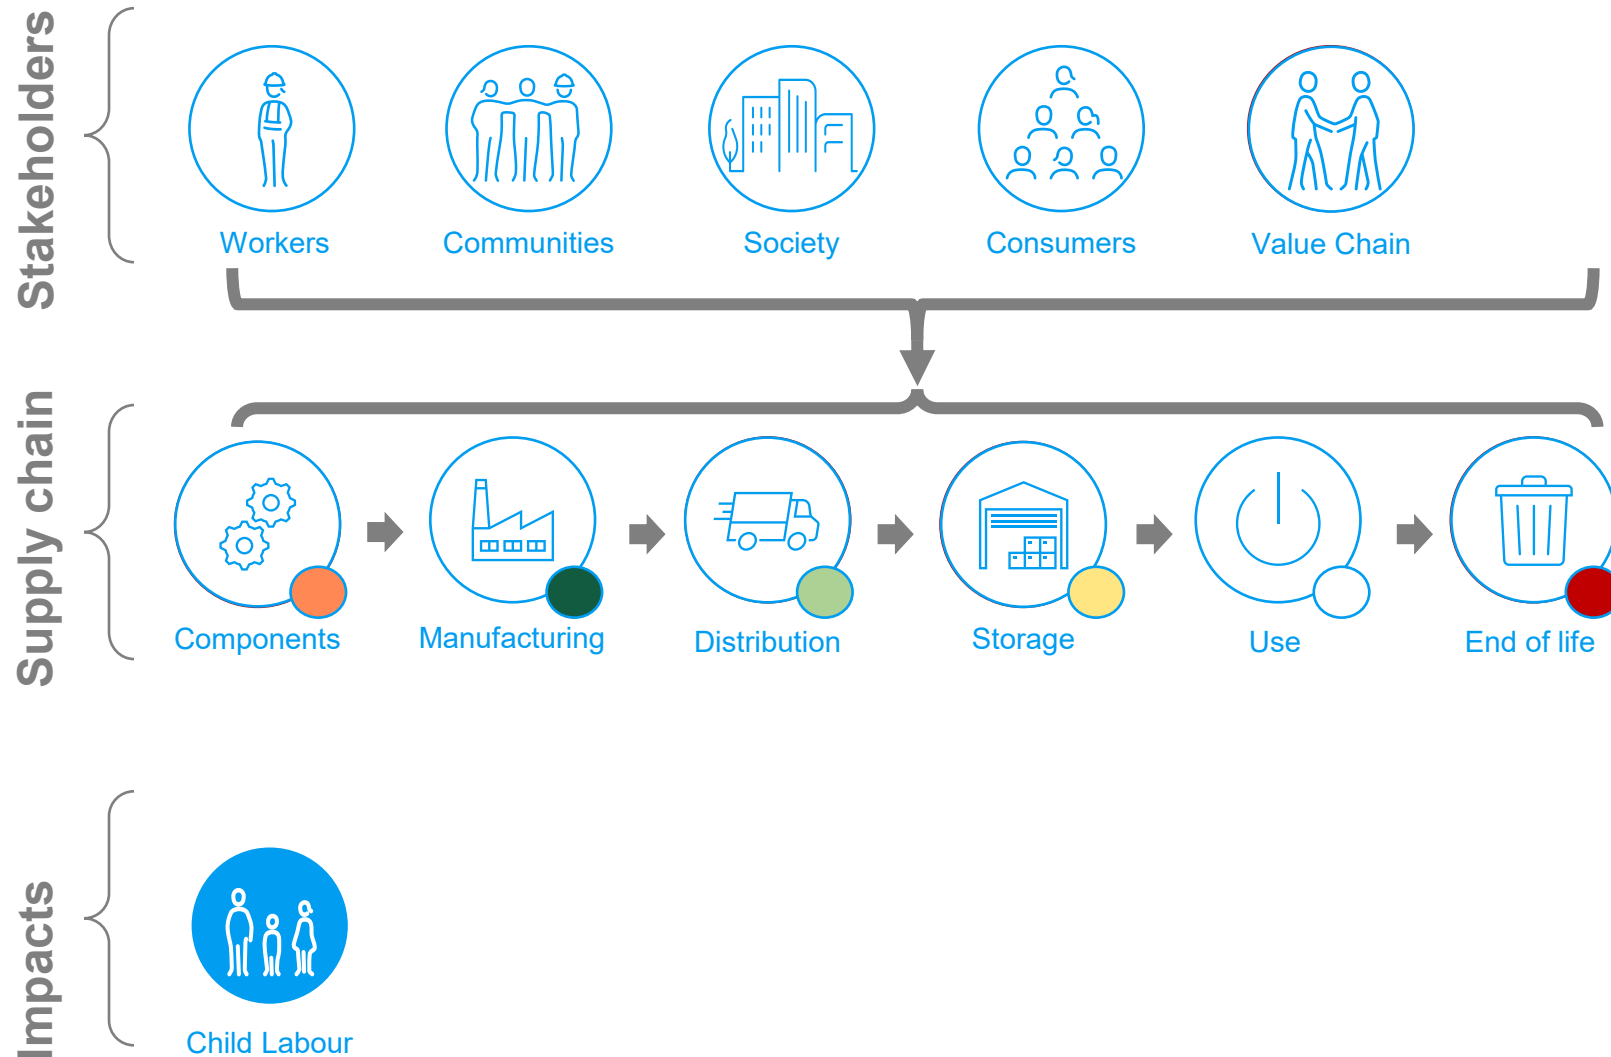 Stakeholders
Workers
Communities
Society
Consumers
Value Chain
Supply chain
Components
Manufacturing
Distribution
Storage
Use
End of life
Impacts
Child Labour